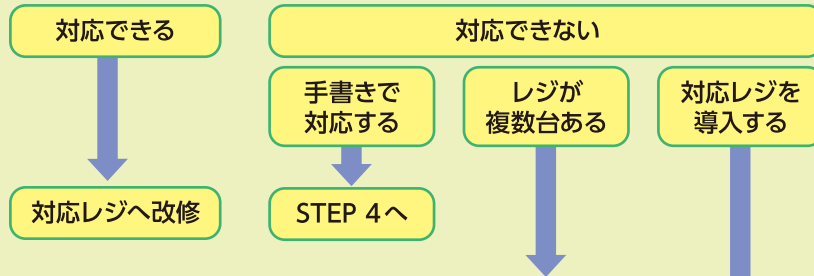 対応できる
対応できない
手書きで
対応する
レジが
複数台ある
対応レジを
導入する
対応レジへ改修
STEP 4へ